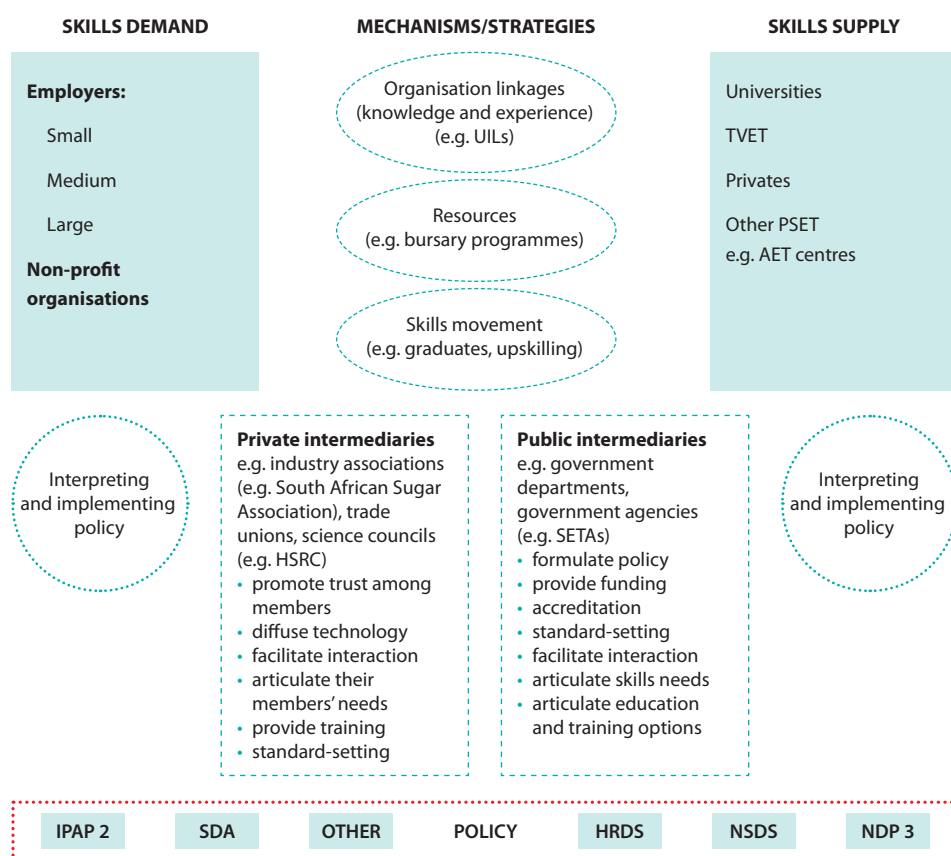 SKILLS DEMAND
MECHANISMS/STRATEGIES
SKILLS SUPPLY
Employers:
Small
Medium
Large
Non-profit
organisations
Organisation linkages
(knowledge and experience)
(e.g. UILs)
Resources
(e.g. bursary programmes)
Skills movement
(e.g. graduates, upskilling)
Universities
TVET
Privates
Other PSET
e.g. AET centres
Interpreting
and implementing
policy
Private intermediaries
e.g. industry associations
(e.g. South African Sugar
Association), trade
unions, science councils
(e.g. HSRC)
• promote trust among
members
• diffuse technology
• facilitate interaction
• articulate their
members’ needs
• provide training
• standard-setting
Public intermediaries
e.g. government
departments,
government agencies
(e.g. SETAs)
• formulate policy
• provide funding
• accreditation
• standard-setting
• facilitate interaction
• articulate skills needs
• articulate education
and training options
Interpreting
and implementing
policy
IPAP 2
SDA
OTHER
POLICY
HRDS
NSDS
NDP 3